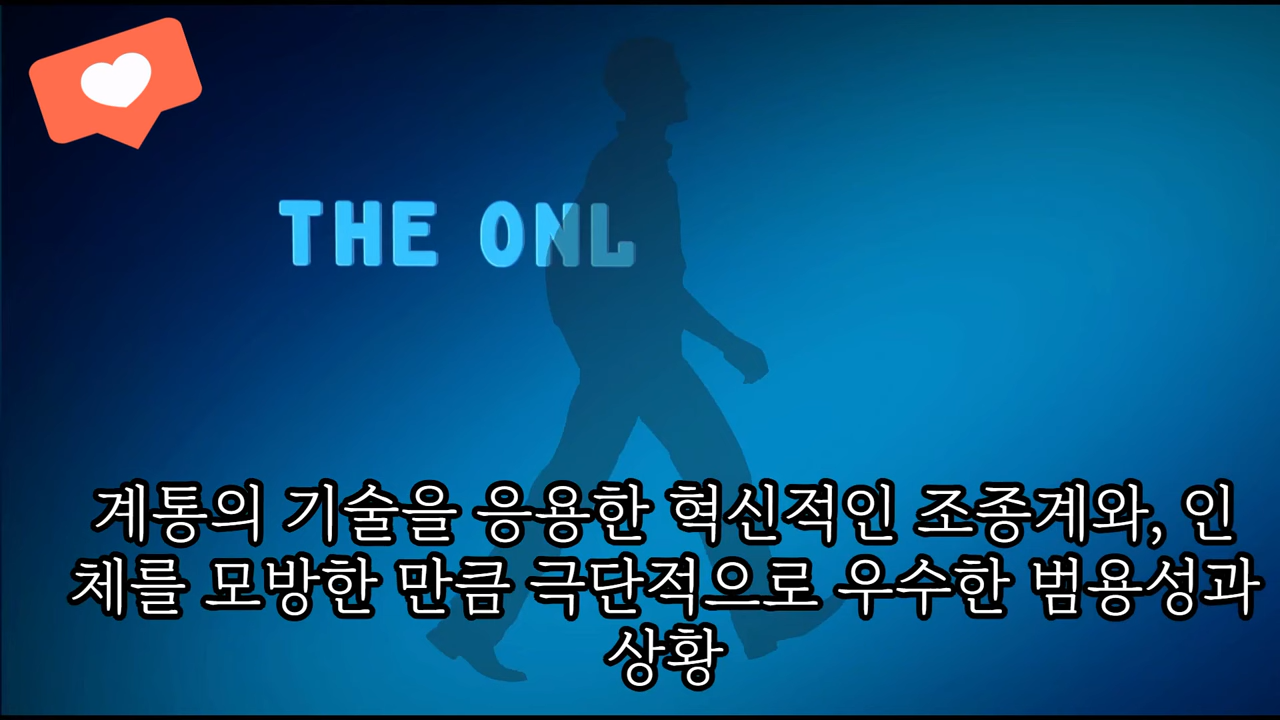 THE ONL
계통의 기술을 응용한 혁신적인 조종계와, 인
체를 모방한 만큼 극단적으로 우수한 범용성과
상황